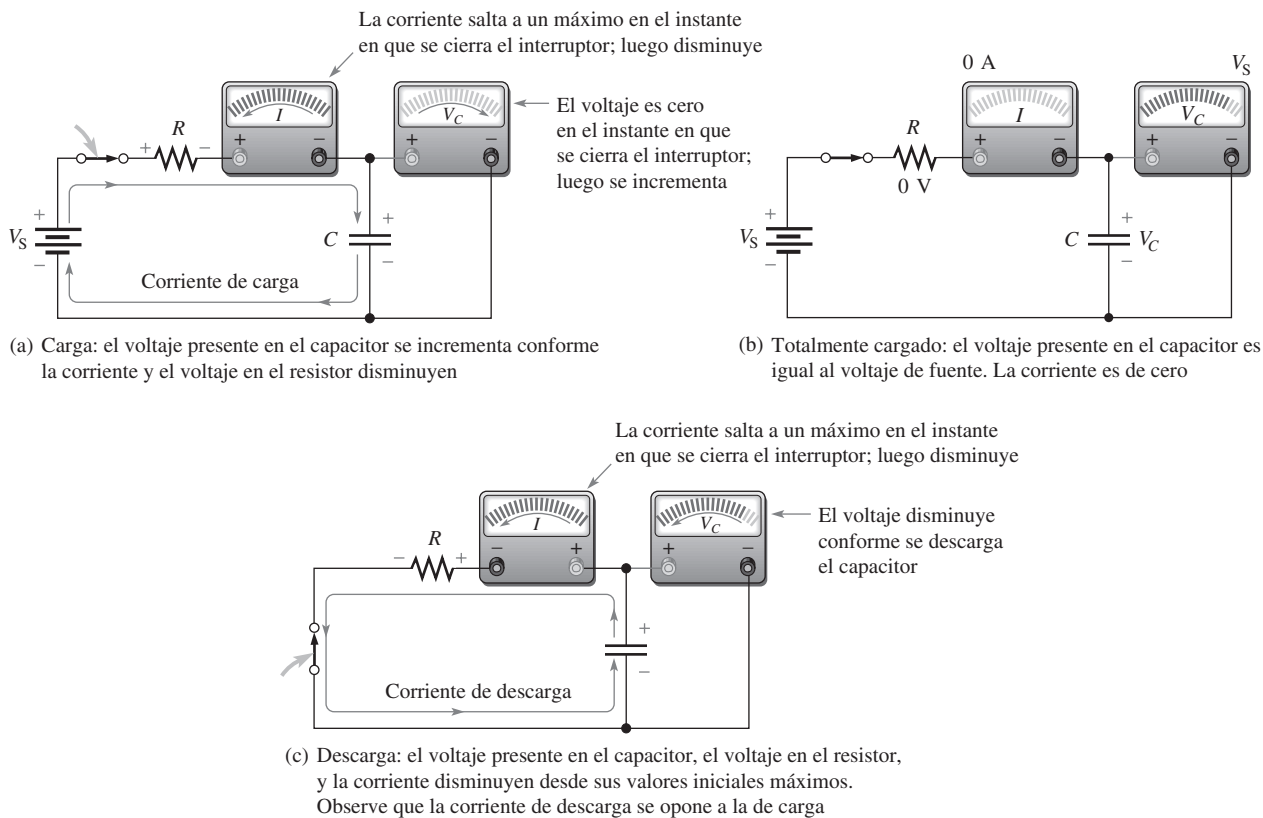 La corriente salta a un máximo en el instante
en que se cierra el interruptor; luego disminuye
I
+
−
V_C
+
−
El voltaje es cero
en el instante en que
se cierra el interruptor;
luego se incrementa
+ R −
+
V_S
−
C
+
−
Corriente de carga
(a) Carga: el voltaje presente en el capacitor se incrementa conforme
la corriente y el voltaje en el resistor disminuyen
0 A
V_S
I
+
−
V_C
+
−
R
0 V
+
V_S
−
C
+
V_C
−
(b) Totalmente cargado: el voltaje presente en el capacitor es
igual al voltaje de fuente. La corriente es de cero
La corriente salta a un máximo en el instante
en que se cierra el interruptor; luego disminuye
I
−
+
V_C
+
−
El voltaje disminuye
conforme se descarga
el capacitor
− R +
+
−
Corriente de descarga
(c) Descarga: el voltaje presente en el capacitor, el voltaje en el resistor,
y la corriente disminuyen desde sus valores iniciales máximos.
Observe que la corriente de descarga se opone a la de carga